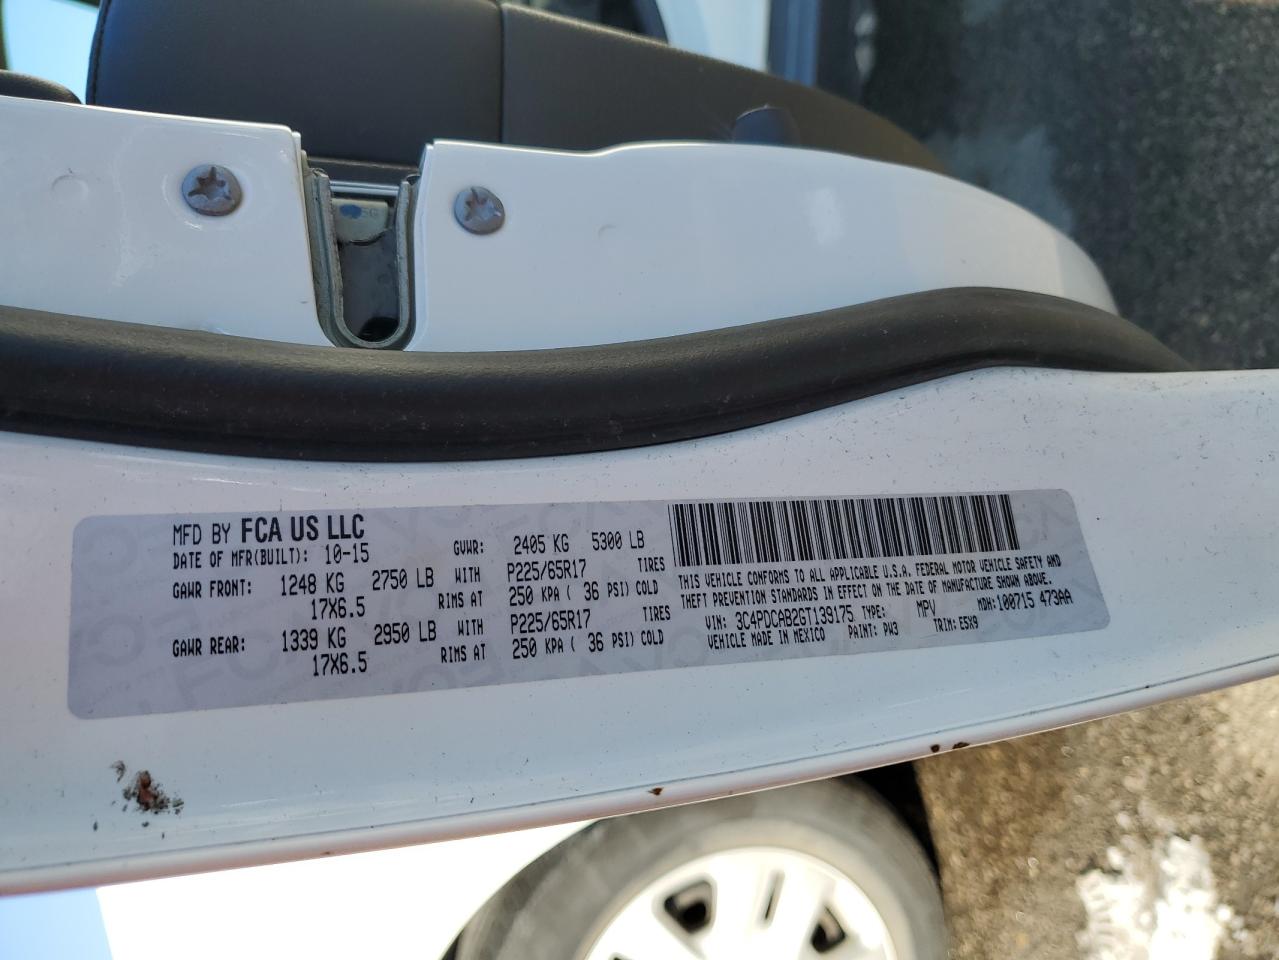 MFD BY FCA US LLC
DATE OF MFR(BUILT): 10-15 GVWR: 2405 KG 5300 LB
GAWR FRONT: 1248 KG 2750 LB WITH P225/65R17 TIRES
17X6.5 RIMS AT 250 KPA ( 36 PSI) COLD
GAWR REAR: 1339 KG 2950 LB WITH P225/65R17 TIRES
17X6.5 RIMS AT 250 KPA ( 36 PSI) COLD
THIS VEHICLE CONFORMS TO ALL APPLICABLE U.S.A. FEDERAL MOTOR VEHICLE SAFETY AND
THEFT PREVENTION STANDARDS IN EFFECT ON THE DATE OF MANUFACTURE SHOWN ABOVE.
VIN: 3C4PDCAB2GT139175 TYPE: MPV MDH: 100715 473AA
VEHICLE MADE IN MEXICO PAINT: PW3 TRIM: E5X9